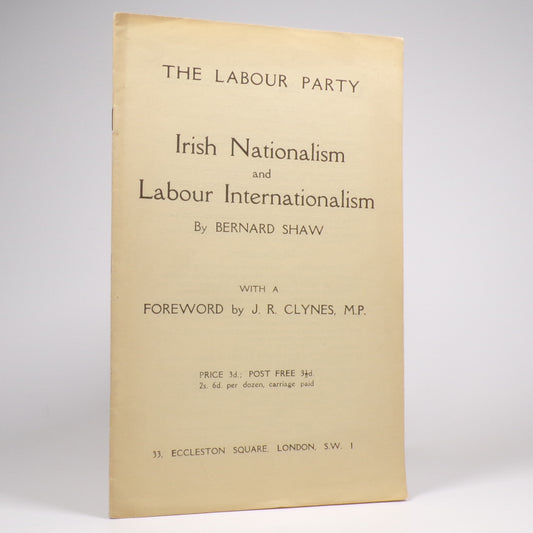 THE LABOUR PARTY
Irish Nationalism
and
Labour Internationalism
By BERNARD SHAW
WITH A
FOREWORD by J. R. CLYNES, M.P.
PRICE 3d.; POST FREE 3½d.
2s. 6d. per dozen, carriage paid
33, ECCLESTON SQUARE, LONDON, S.W. 1